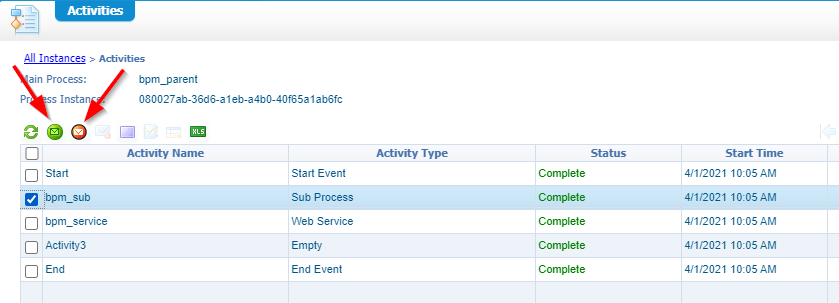 Activities
All Instances > Activities
Main Process: bpm_parent
Process Instance: 080027ab-36d6-a1eb-a4b0-40f65a1ab6fc
XLS
Activity Name Activity Type Status Start Time
Start Start Event Complete 4/1/2021 10:05 AM
bpm_sub Sub Process Complete 4/1/2021 10:05 AM
bpm_service Web Service Complete 4/1/2021 10:05 AM
Activity3 Empty Complete 4/1/2021 10:05 AM
End End Event Complete 4/1/2021 10:05 AM